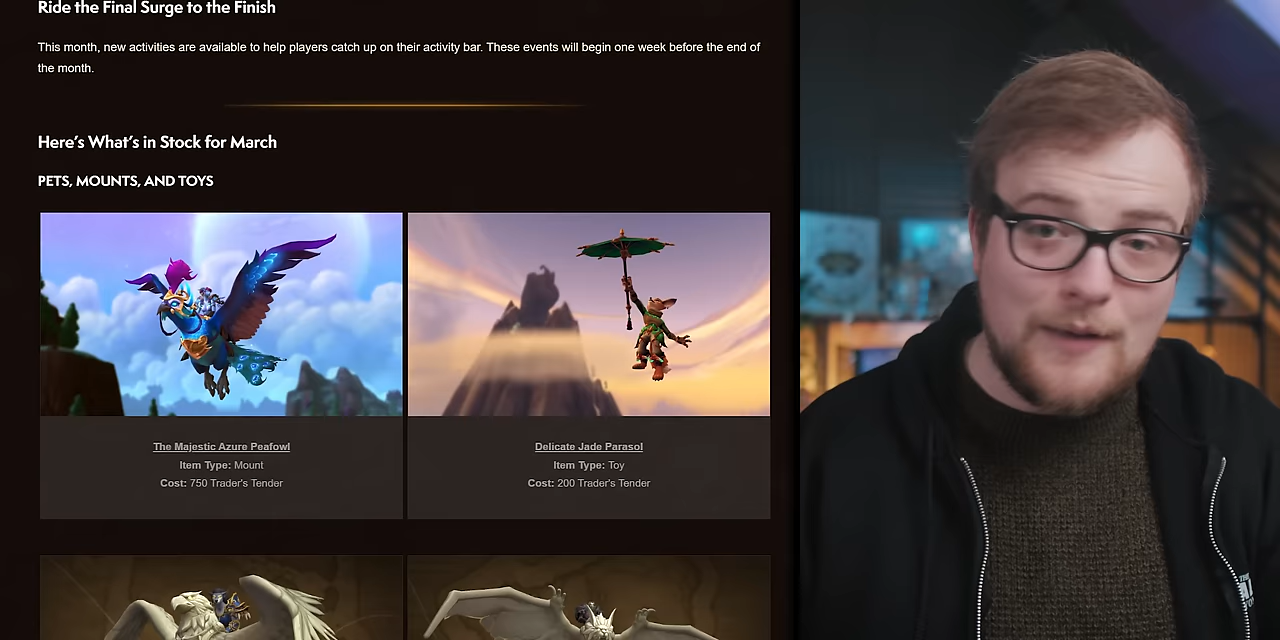 Ride the Final Surge to the Finish
This month, new activities are available to help players catch up on their activity bar. These events will begin one week before the end of
the month.
Here's What's in Stock for March
PETS, MOUNTS, AND TOYS
The Majestic Azure Peafowl
Item Type: Mount
Cost: 750 Trader's Tender
Delicate Jade Parasol
Item Type: Toy
Cost: 200 Trader's Tender